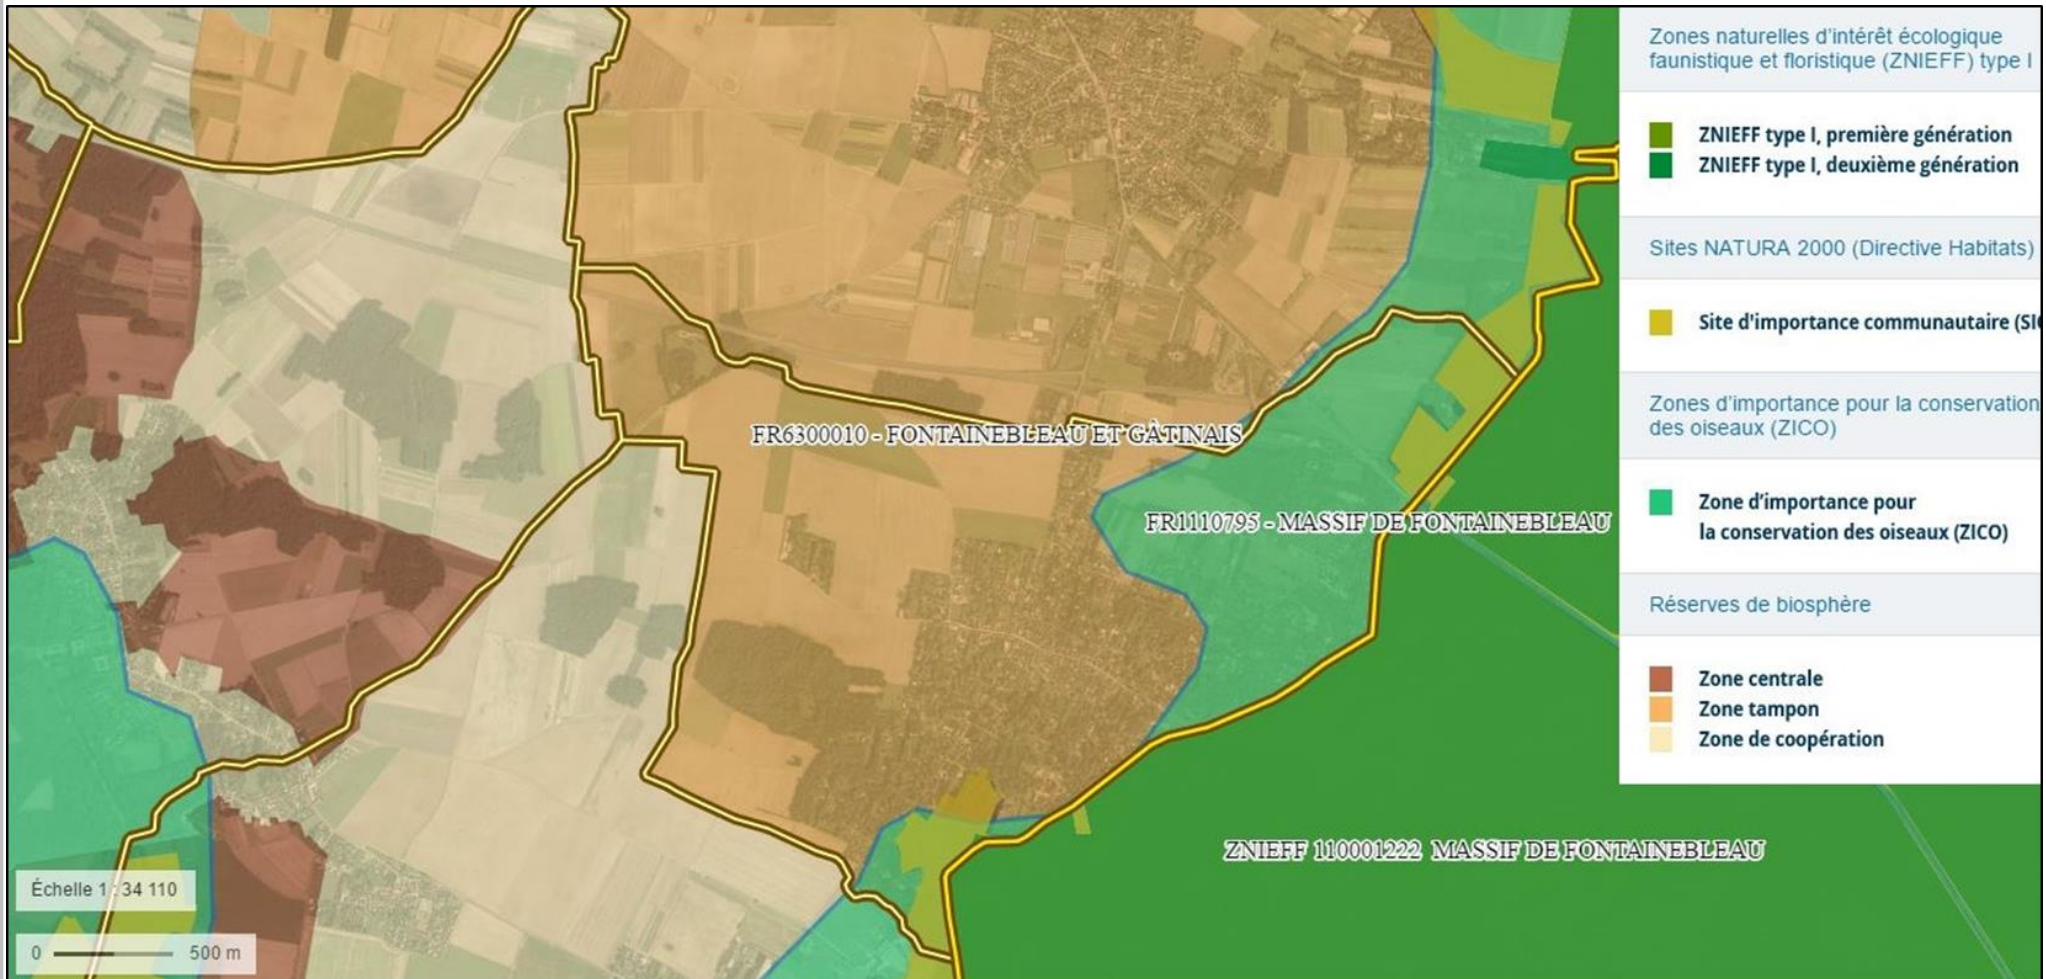 Zones naturelles d'intérêt écologique
faunistique et floristique (ZNIEFF) type I
ZNIEFF type I, première génération
ZNIEFF type I, deuxième génération
Sites NATURA 2000 (Directive Habitats)
Site d'importance communautaire (SI
Zones d'importance pour la conservation
des oiseaux (ZICO)
Zone d'importance pour
la conservation des oiseaux (ZICO)
Réserves de biosphère
Zone centrale
Zone tampon
Zone de coopération
FR6300010 - FONTAINEBLEAU ET GÂTINAIS
FR1110795 - MASSIF DE FONTAINEBLEAU
ZNIEFF 110001222 MASSIF DE FONTAINEBLEAU
Échelle 1 : 34 110
0 500 m